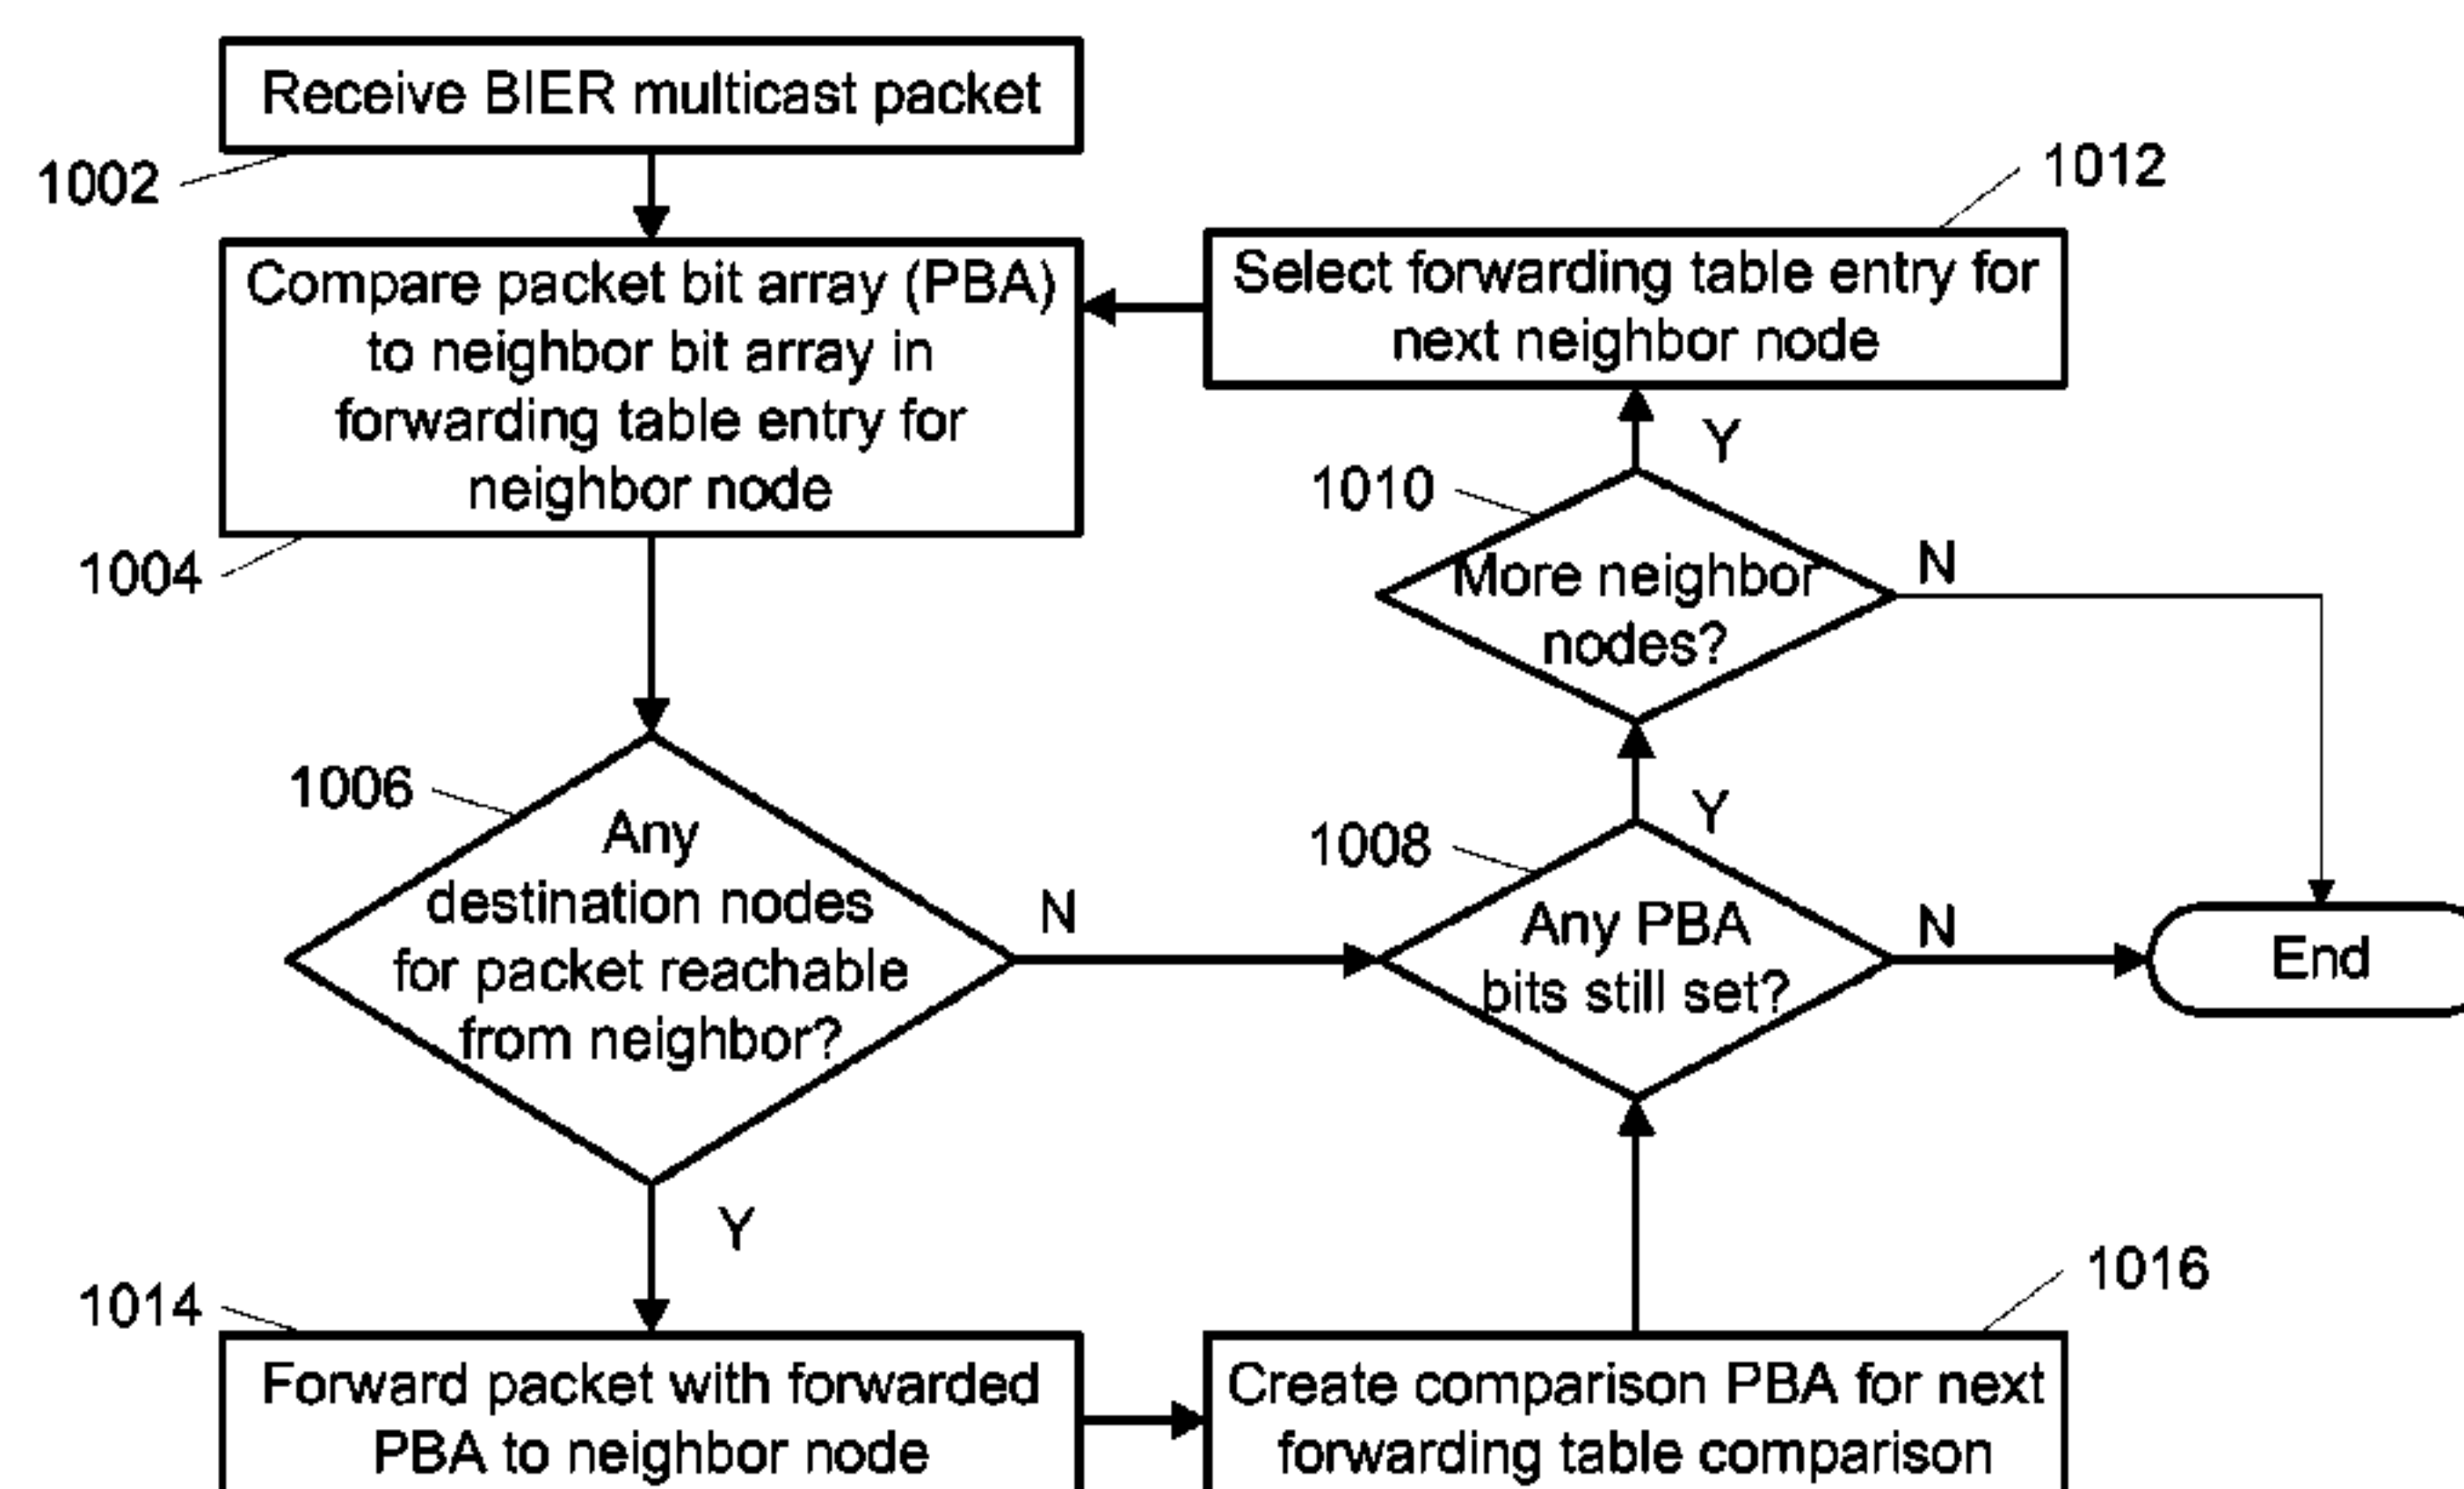 Receive BIER multicast packet
1002
1012
Compare packet bit array (PBA)
to neighbor bit array in
forwarding table entry for
neighbor node
1004
Select forwarding table entry for
next neighbor node
Y
1010
More neighbor
nodes?
N
1006
Any
destination nodes
for packet reachable
from neighbor?
N
Y
1008
Any PBA
bits still set?
N
End
Y
1014
1016
Forward packet with forwarded
PBA to neighbor node
Create comparison PBA for next
forwarding table comparison